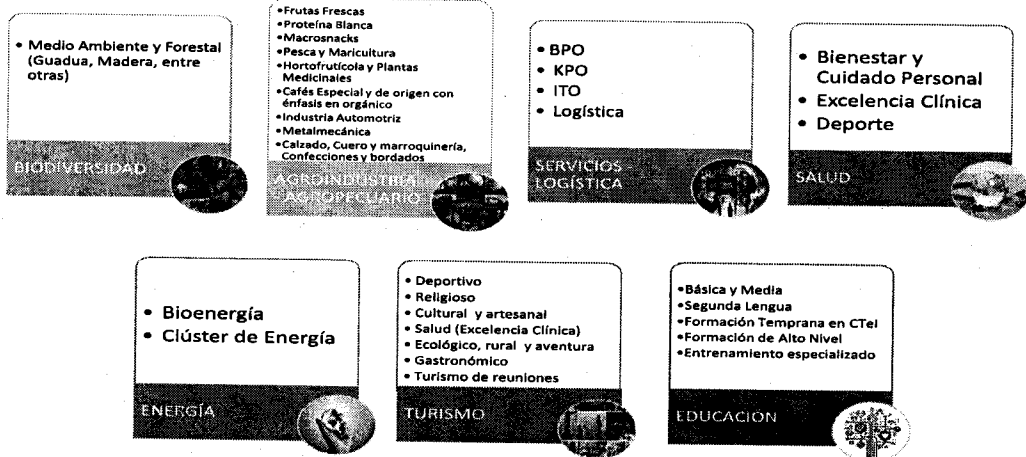 • Medio Ambiente y Forestal
(Guadua, Madera, entre
otras)
BIODIVERSIDAD
•Frutas Frescas
•Proteína Blanca
•Macrosnacks
•Pesca y Maricultura
•Hortofrutícola y Plantas
Medicinales
•Cafés Especial y de origen con
énfasis en orgánico
•Industria Automotriz
•Metalmecánica
•Calzado, Cuero y marroquinería,
Confecciones y bordados
AGROINDUSTRIA
AGROPECUARIO
• BPO
• KPO
• ITO
• Logística
SERVICIOS
LOGÍSTICA
• Bienestar y
Cuidado Personal
• Excelencia Clínica
• Deporte
SALUD
• Bioenergía
• Clúster de Energía
ENERGÍA
• Deportivo
• Religioso
• Cultural y artesanal
• Salud (Excelencia Clínica)
• Ecológico, rural y aventura
• Gastronómico
• Turismo de reuniones
TURISMO
•Básica y Media
•Segunda Lengua
•Formación Temprana en CTeI
•Formación de Alto Nivel
•Entrenamiento especializado
EDUCACIÓN